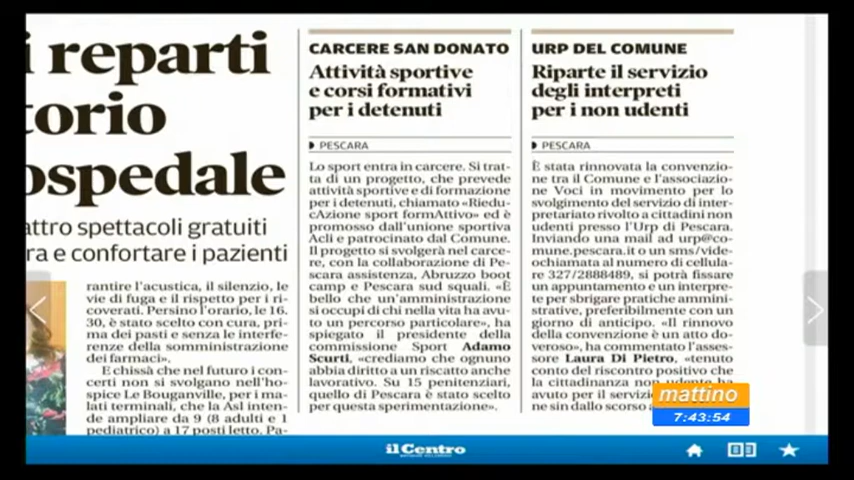 i reparti
torio
ospedale
attro spettacoli gratuiti
ra e confortare i pazienti
rantire l'acustica, il silenzio, le
vie di fuga e il rispetto per i ri-
coverati. Persino l'orario, le 16.
30, è stato scelto con cura, pri-
ma dei pasti e senza le interfe-
renze della somministrazione
dei farmaci».
E chissà che nel futuro i con-
certi non si svolgano nell'ho-
spice Le Bouganville, per i ma-
lati terminali, che la Asl inten-
de ampliare da 9 (8 adulti e 1
pediatrico) a 17 posti letto. Pa-
CARCERE SAN DONATO
Attività sportive
e corsi formativi
per i detenuti
PESCARA
Lo sport entra in carcere. Si trat-
ta di un progetto, che prevede
attività sportive e di formazione
per i detenuti, chiamato «Riedu-
cAzione sport formAttivo» ed è
promosso dall'unione sportiva
Acli e patrocinato dal Comune.
Il progetto si svolgerà nel carce-
re, con la collaborazione di Pe-
scara assistenza, Abruzzo boot
camp e Pescara sud squali. «È
bello che un'amministrazione
si occupi di chi nella vita ha avu-
to un percorso particolare», ha
spiegato il presidente della
commissione Sport Adamo
Scurti, «crediamo che ognuno
abbia diritto a un riscatto anche
lavorativo. Su 15 penitenziari,
quello di Pescara è stato scelto
per questa sperimentazione».
URP DEL COMUNE
Riparte il servizio
degli interpreti
per i non udenti
PESCARA
È stata rinnovata la convenzio-
ne tra il Comune e l'associazio-
ne Voci in movimento per lo
svolgimento del servizio di inter-
pretariato rivolto a cittadini non
udenti presso l'Urp di Pescara.
Inviando una mail ad urp@co-
mune.pescara.it o un sms/vide-
ochiamata al numero di cellula-
re 327/2888489, si potrà fissare
un appuntamento e un interpre-
te per sbrigare pratiche ammini-
strative, preferibilmente con un
giorno di anticipo. «Il rinnovo
della convenzione è un atto do-
veroso», ha commentato l'asses-
sore Laura Di Pietro, «tenuto
conto del riscontro positivo che
la cittadinanza non udente ha
avuto per il servizi
ne sin dallo scorso
mattino
7:43:54
il Centro